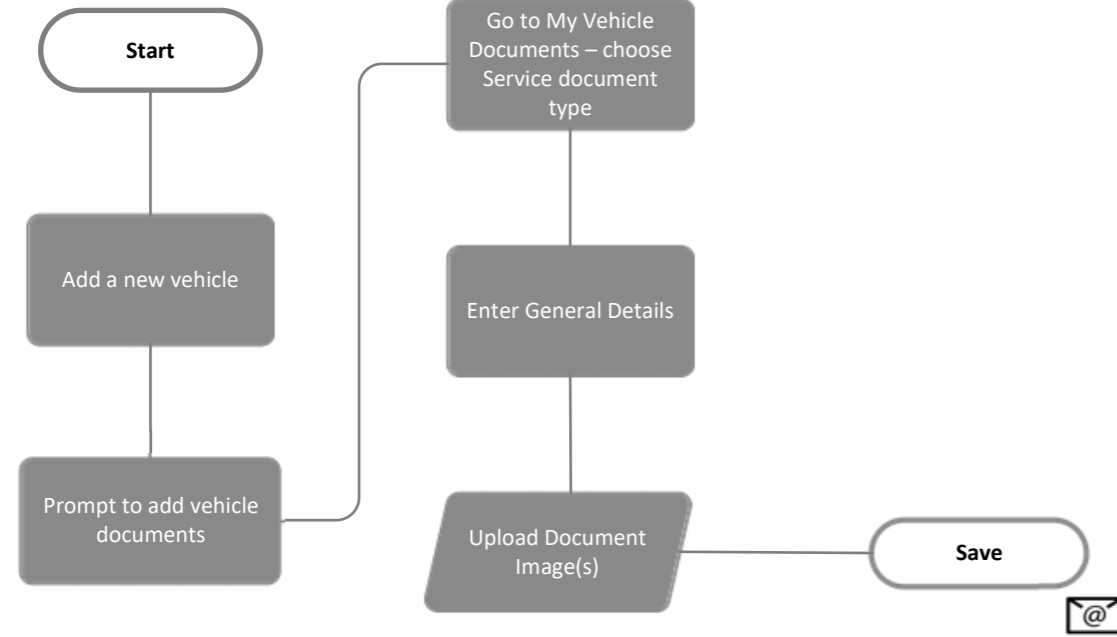 Start
Add a new vehicle
Prompt to add vehicle
documents
Go to My Vehicle
Documents – choose
Service document
type
Enter General Details
Upload Document
Image(s)
Save
@